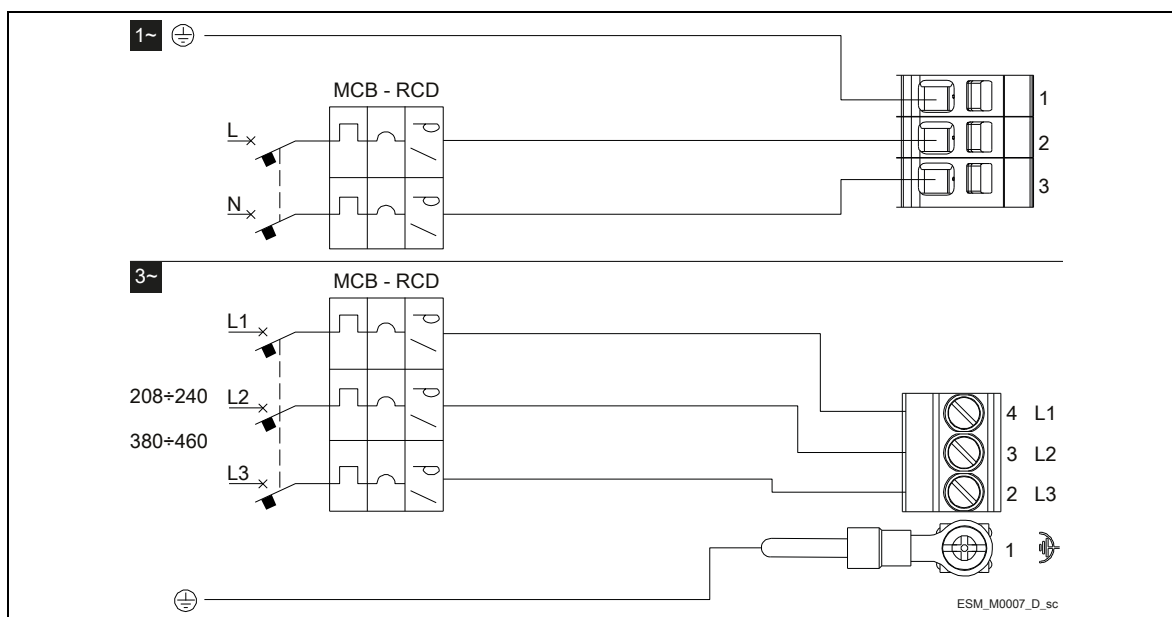 1~
MCB - RCD
1
L
2
N
3
3~
MCB - RCD
L1
208÷240 L2
4 L1
380÷460
3 L2
L3
2 L3
1
ESM_M0007_D_sc